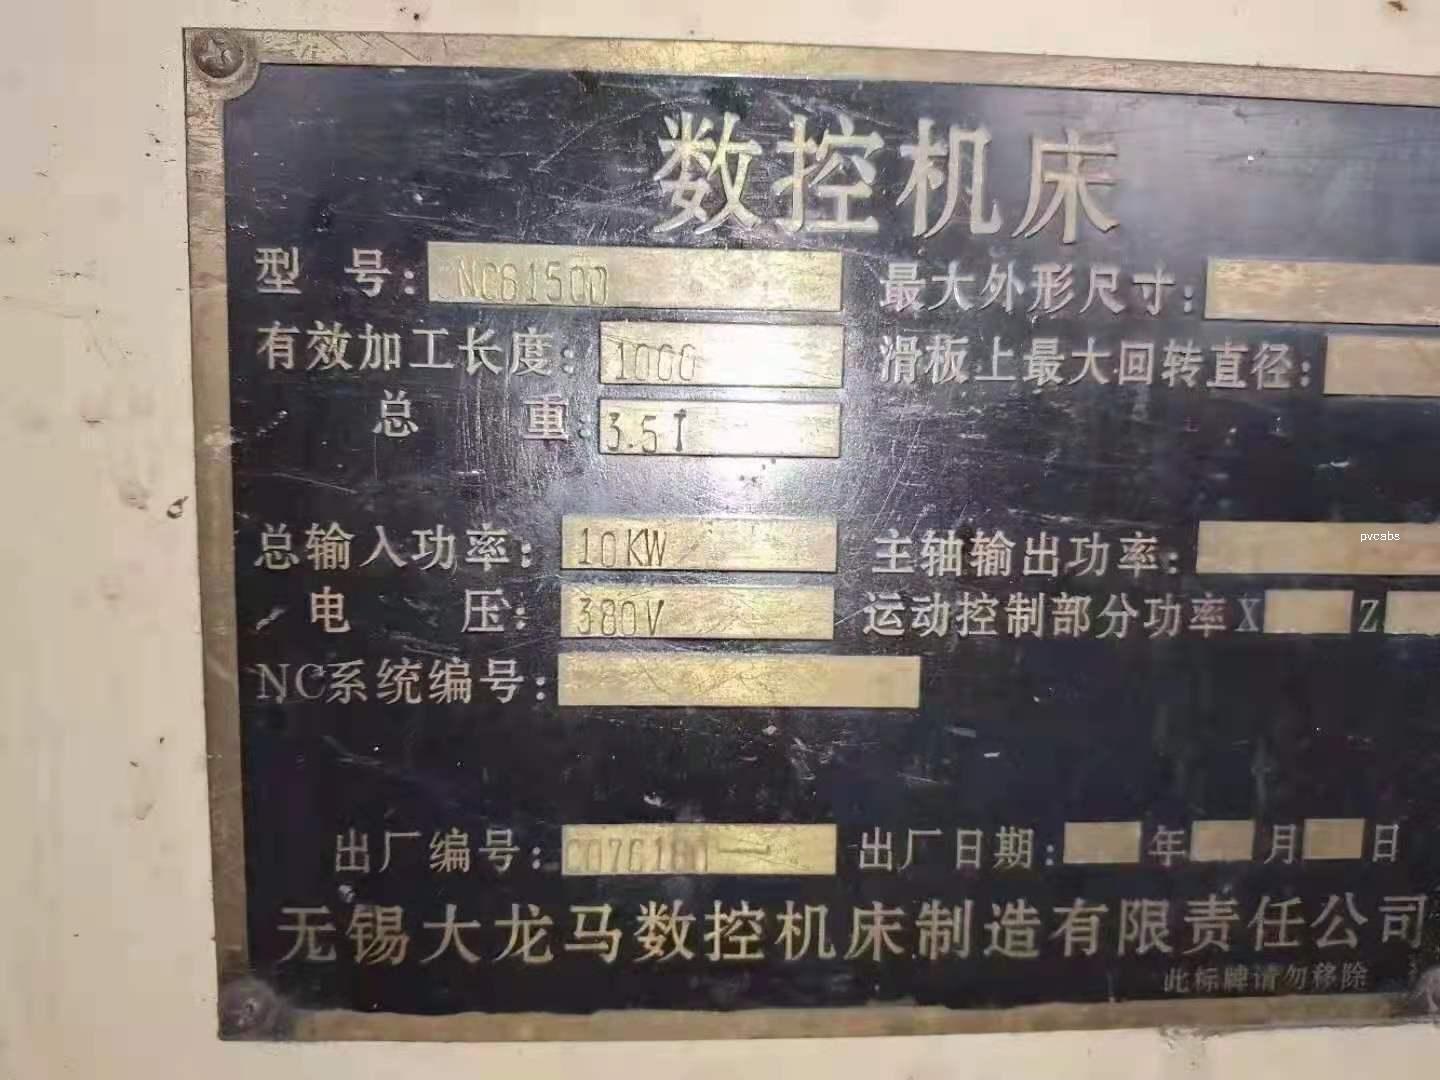 数控机床
型 号: NC61500 最大外形尺寸:
有效加工长度: 1000 滑板上最大回转直径:
总 重: 3.5T
总输入功率: 10KW 主轴输出功率:
pvcabs
电 压: 380V 运动控制部分功率X Z
NC系统编号:
出厂编号: 出厂日期: 年 月 日
无锡大龙马数控机床制造有限责任公司
此标牌请勿移除